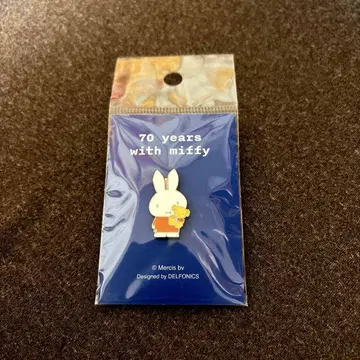 70 years
with miffy
© Mercis bv
Designed by DELFONICS